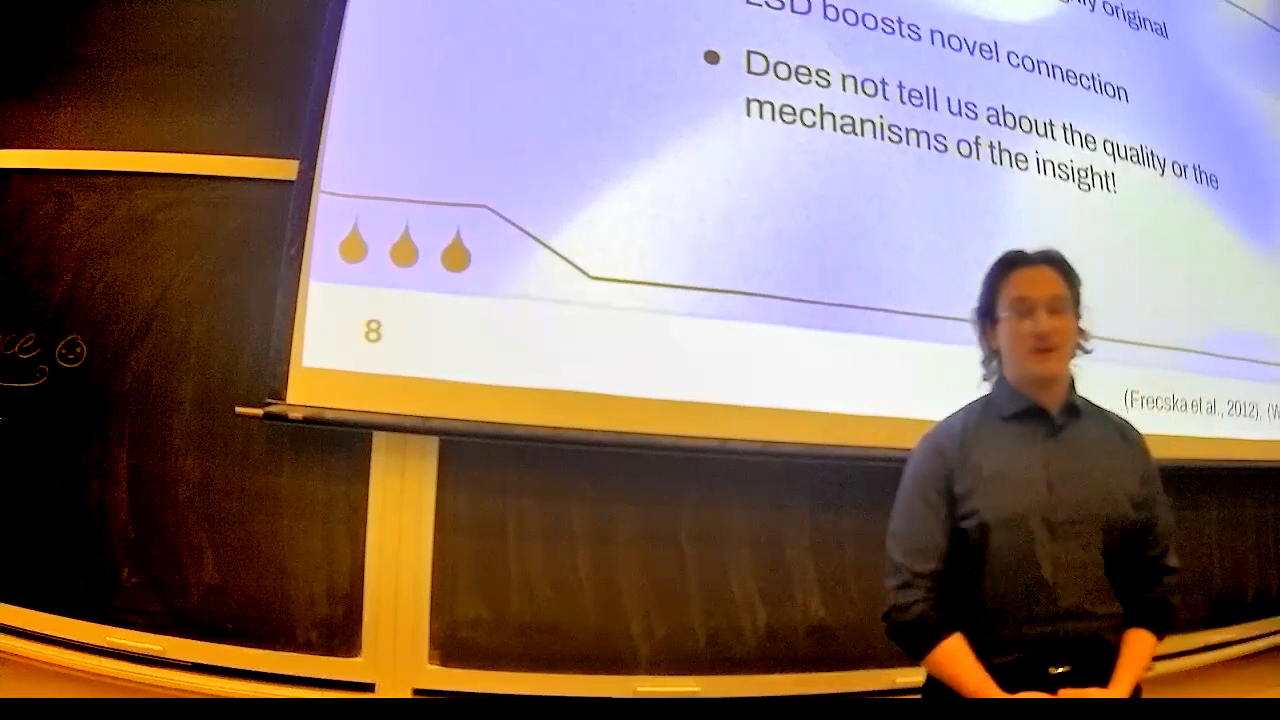 original
LSD boosts novel connection
• Does not tell us about the quality or the
mechanisms of the insight!
8
(Frecska et al., 2012), (W